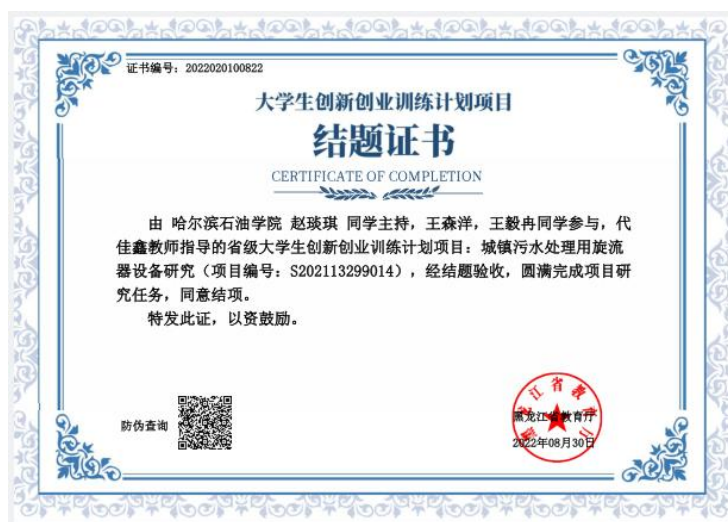 证书编号：2022020100822
大学生创新创业训练计划项目
结题证书
CERTIFICATE OF COMPLETION
由 哈尔滨石油学院 赵琰琪 同学主持，王森洋，王毅冉同学参与，代
佳鑫教师指导的省级大学生创新创业训练计划项目：城镇污水处理用旋流
器设备研究（项目编号：S202113299014），经结题验收，圆满完成项目研
究任务，同意结项。
特发此证，以资鼓励。
防伪查询
黑龙江省教育厅
黑龙江省教育厅
2022年08月30日